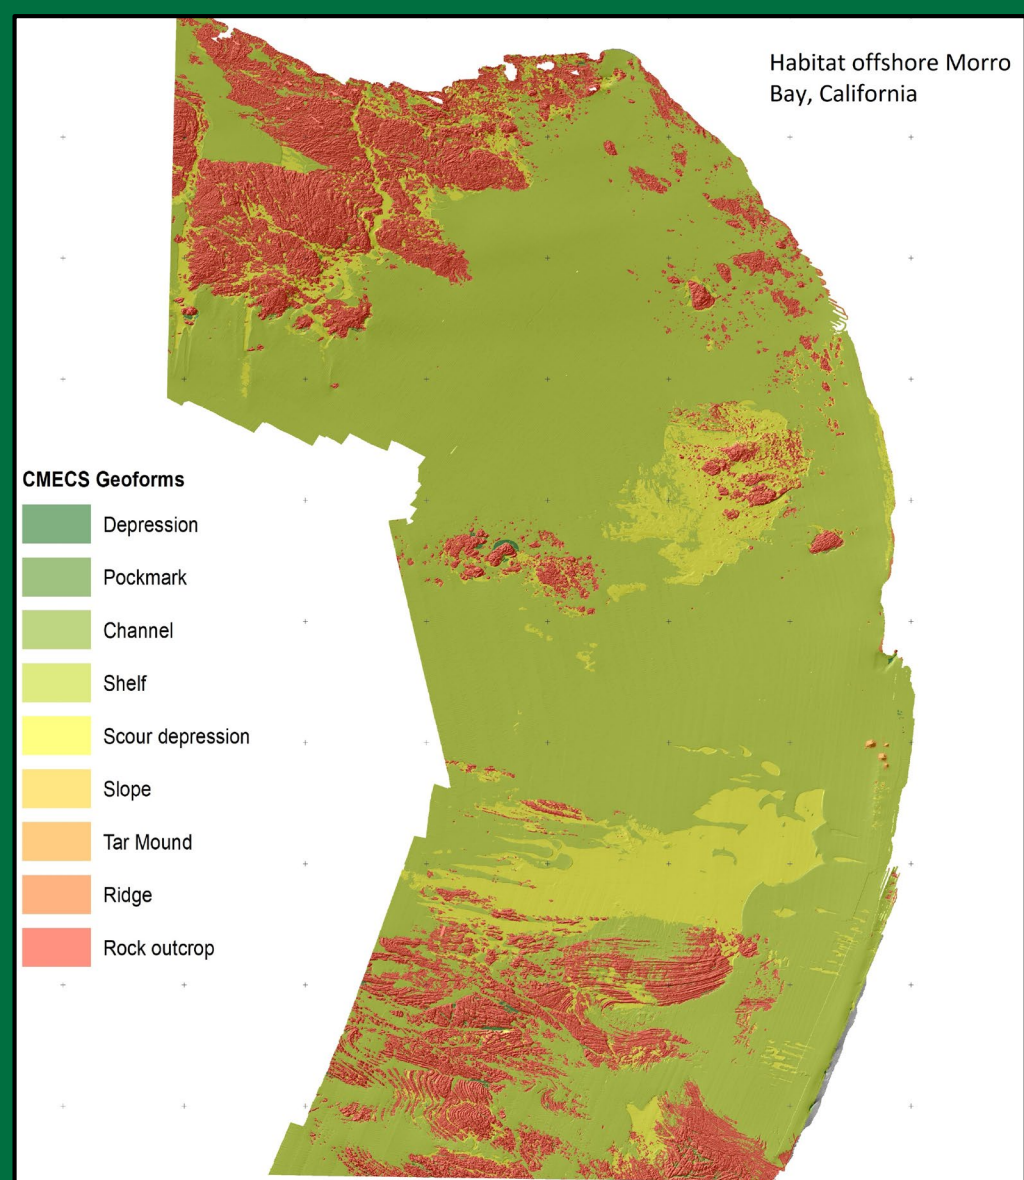 Habitat offshore Morro
Bay, California
CMECS Geoforms
Depression
Pockmark
Channel
Shelf
Scour depression
Slope
Tar Mound
Ridge
Rock outcrop